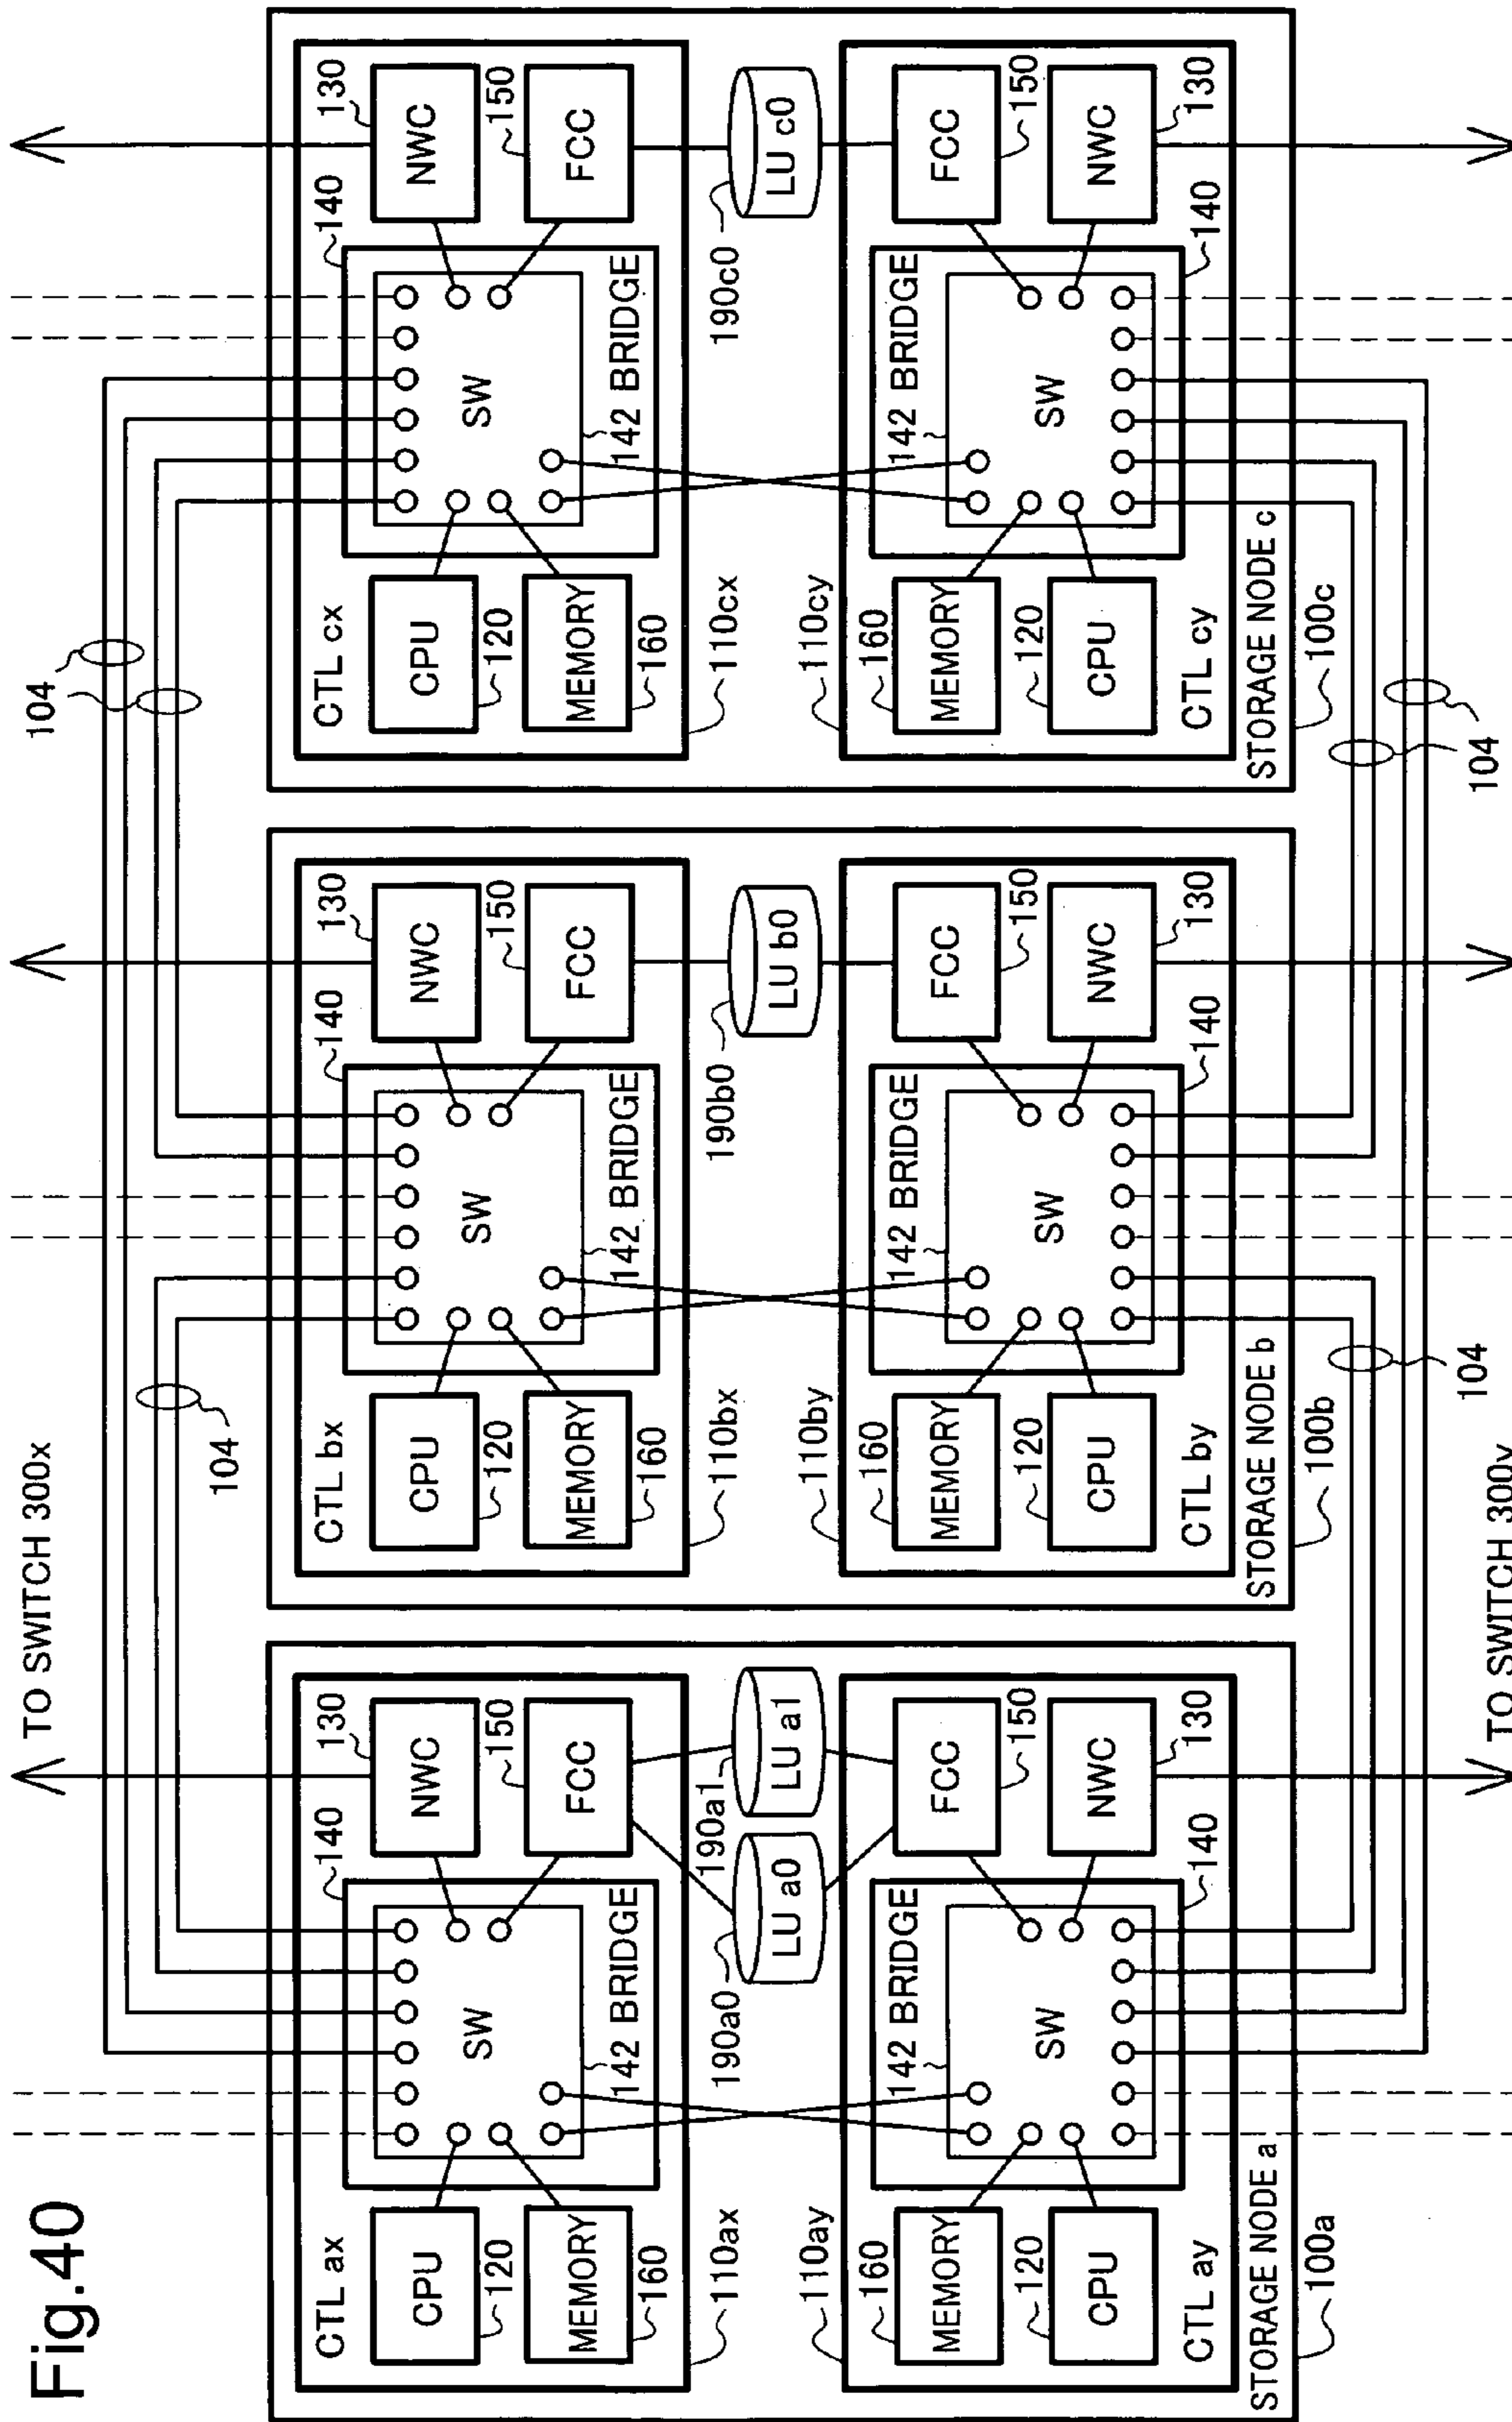 Fig.40
TO SWITCH 300x
104
104
CTL ax
140
130
CPU
SW
NWC
120
150
MEMORY
FCC
160
142 BRIDGE
110ax
190a0
190a1
LU a0
LU a1
110ay
160
142 BRIDGE
150
MEMORY
FCC
120
SW
130
CPU
NWC
CTL ay
140
STORAGE NODE a
100a
CTL bx
140
130
CPU
SW
NWC
120
150
MEMORY
FCC
160
142 BRIDGE
110bx
190b0
LU b0
110by
160
142 BRIDGE
150
MEMORY
FCC
120
SW
130
CPU
NWC
CTL by
140
STORAGE NODE b
100b
CTL cx
140
130
CPU
SW
NWC
120
150
MEMORY
FCC
160
142 BRIDGE
110cx
190c0
LU c0
110cy
160
142 BRIDGE
150
MEMORY
FCC
120
SW
130
CPU
NWC
CTL cy
140
STORAGE NODE c
100c
104
104
TO SWITCH 300y